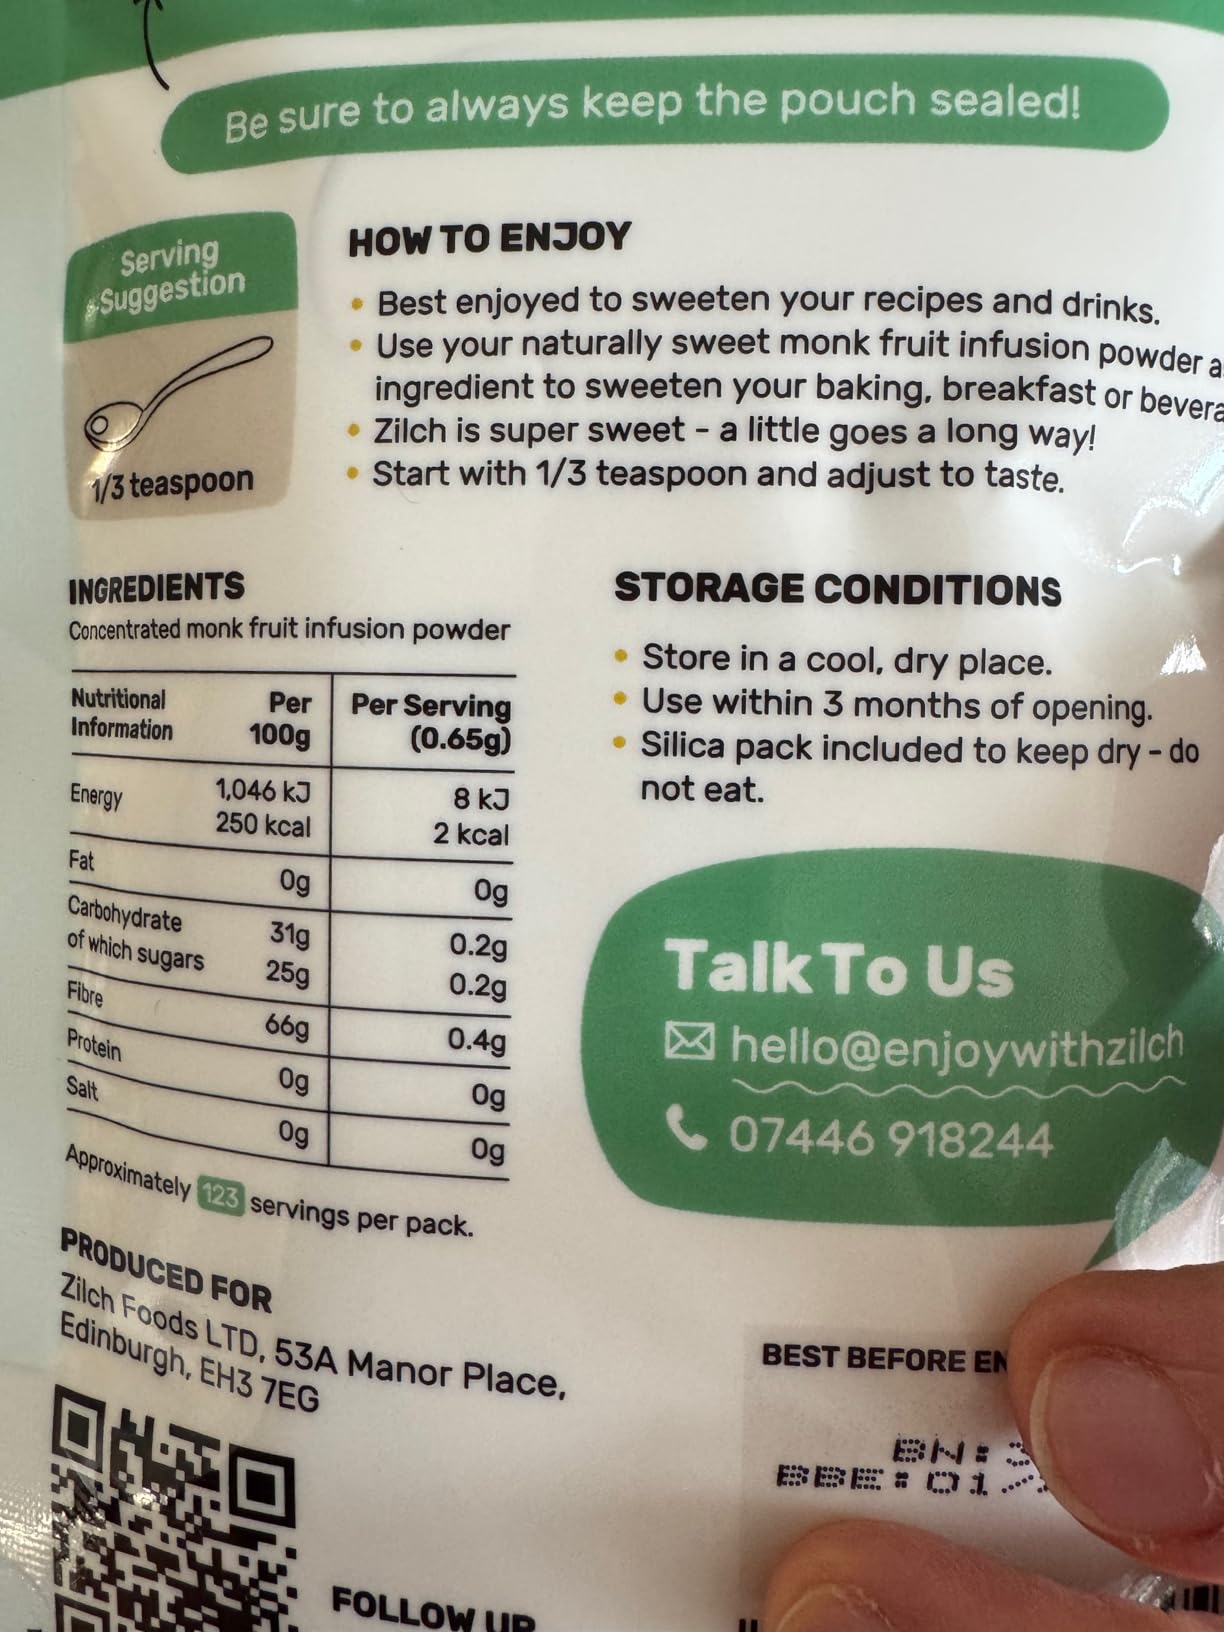 Be sure to always keep the pouch sealed!
Serving
Suggestion
1/3 teaspoon
HOW TO ENJOY
• Best enjoyed to sweeten your recipes and drinks.
• Use your naturally sweet monk fruit infusion powder
ingredient to sweeten your baking, breakfast or
• Zilch is super sweet - a little goes a long way!
• Start with 1/3 teaspoon and adjust to taste.
INGREDIENTS
Concentrated monk fruit infusion powder
Nutritional Information Per 100g Per Serving (0.65g)
Energy 1,046 kJ 8 kJ
250 kcal 2 kcal
Fat 0g 0g
Carbohydrate 31g 0.2g
of which sugars 25g 0.2g
Fibre 66g 0.4g
Protein 0g 0g
Salt 0g 0g
Approximately 123 servings per pack.
STORAGE CONDITIONS
• Store in a cool, dry place.
• Use within 3 months of opening.
• Silica pack included to keep dry - do
not eat.
Talk To Us
hello@enjoywithzilch
07446 918244
PRODUCED FOR
Zilch Foods LTD, 53A Manor Place,
Edinburgh, EH3 7EG
BEST BEFORE
BN:
BBE:01
FOLLOW